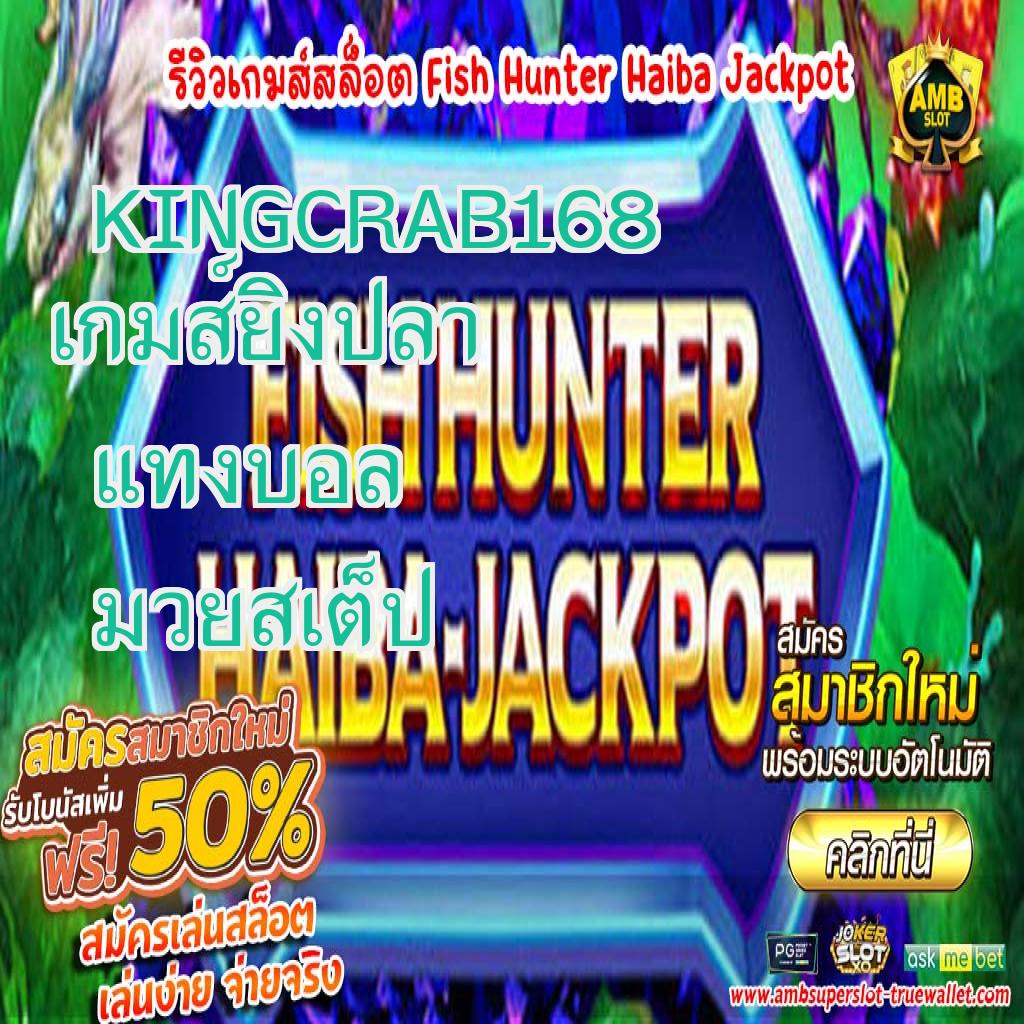 รีวิวเกมส์สล็อต Fish Hunter Haiba Jackpot
AMB
SLOT
KINGCRAB168
เกมส์ยิงปลา
FISH HUNTER
แทงบอล
HAIBA-JACKPOT
มวยสเต็ป
สมัคร
สมาชิกใหม่
พร้อมระบบอัตโนมัติ
คลิกที่นี่
สมัครสมาชิกใหม่
รับโบนัสเพิ่ม
ฟรี! 50%
สมัครเล่นสล็อต
เล่นง่าย จ่ายจริง
PG
JOKER
SLOT
XO
ask me bet
www.ambsuperslot-truewallet.com